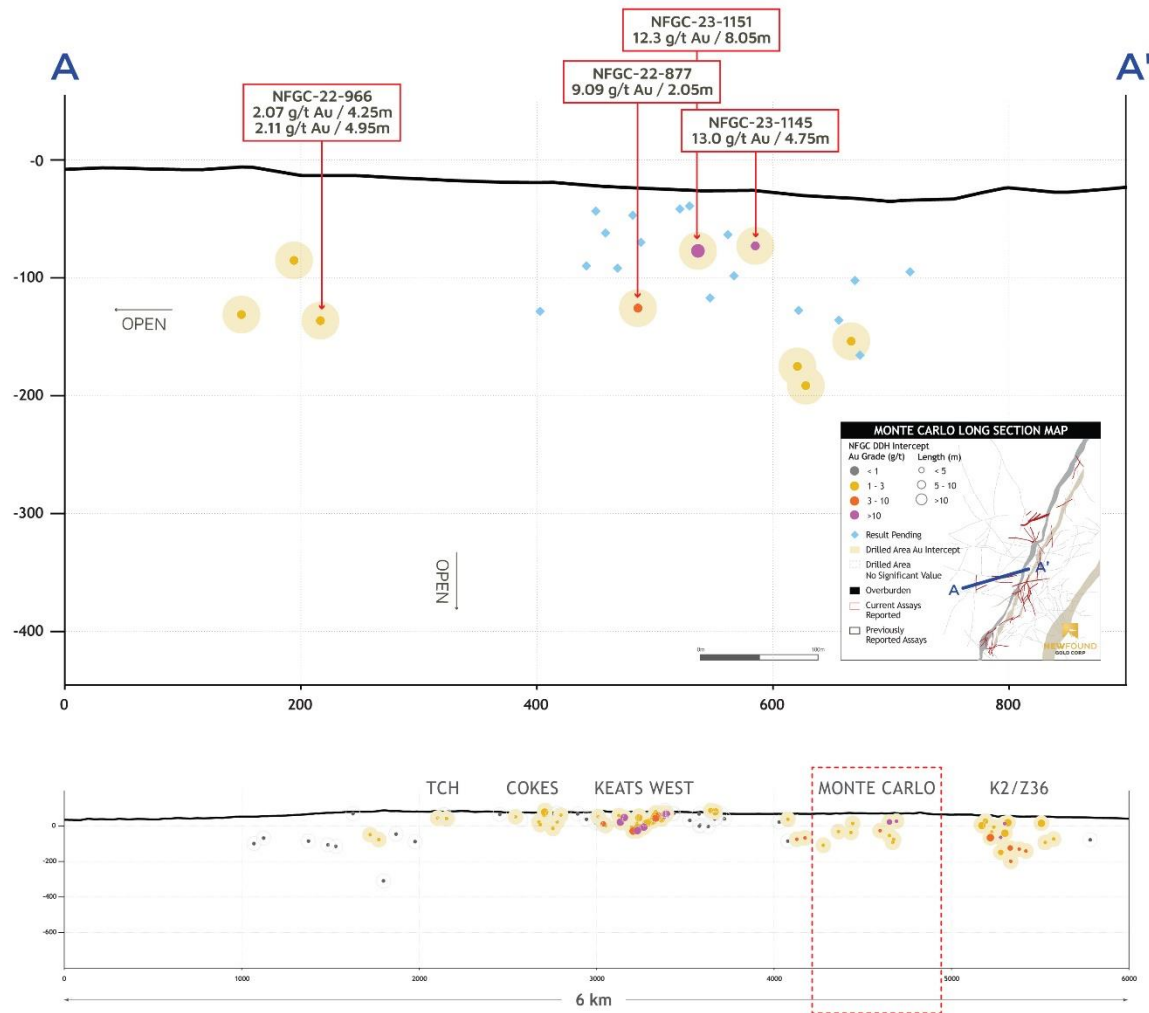 A
A'
NFGC-23-1151
12.3 g/t Au / 8.05m
NFGC-22-877
9.09 g/t Au / 2.05m
NFGC-22-966
2.07 g/t Au / 4.25m
2.11 g/t Au / 4.95m
NFGC-23-1145
13.0 g/t Au / 4.75m
-0
-100
-200
-300
-400
OPEN
OPEN
MONTE CARLO LONG SECTION MAP
NFGC DDH Intercept
Au Grade (g/t) Length (m)
< 1 < 5
1 - 3 5 - 10
3 - 10 >10
>10
Result Pending
Drilled Area Au Intercept
Drilled Area
No Significant Value
Overburden
Current Assays
Reported
Previously
Reported Assays
A
A'
NEWFOUND
GOLD CORP
0m 100m
0 200 400 600 800
TCH COKES KEATS WEST MONTE CARLO K2/Z36
0
-200
-400
-600
0 1000 2000 3000 4000 5000 6000
6 km